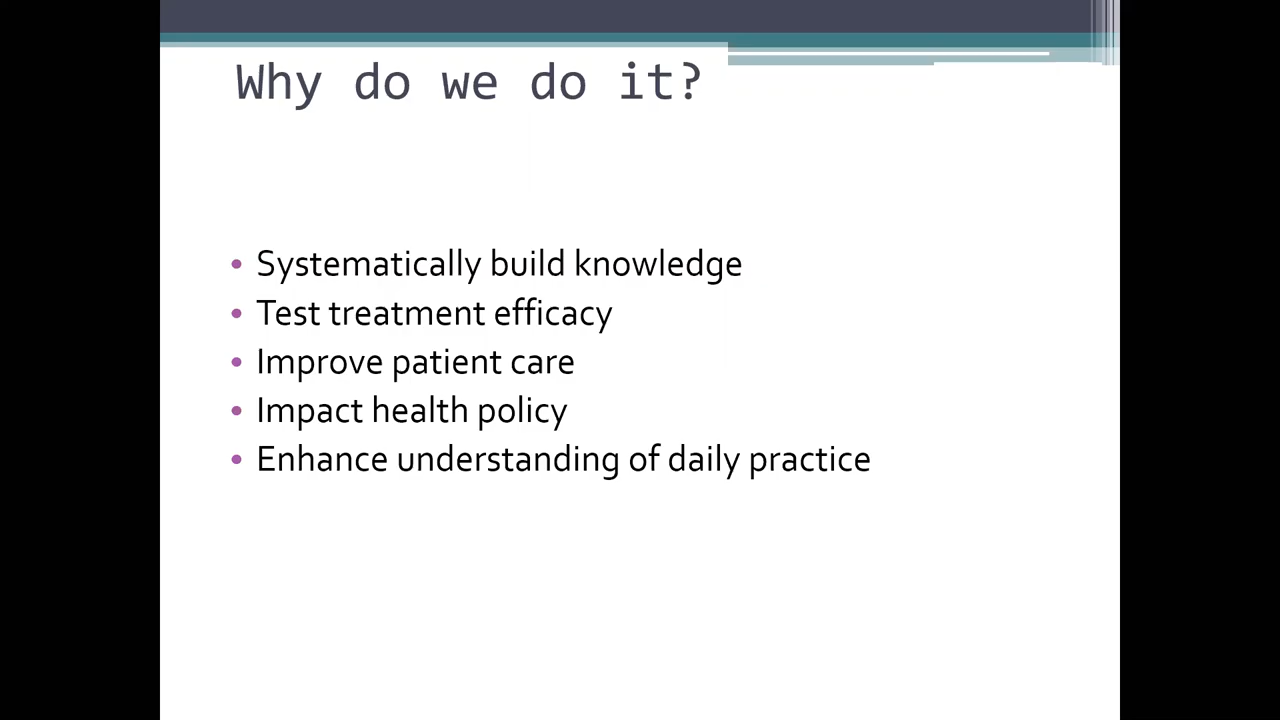 Why do we do it?
• Systematically build knowledge
• Test treatment efficacy
• Improve patient care
• Impact health policy
• Enhance understanding of daily practice